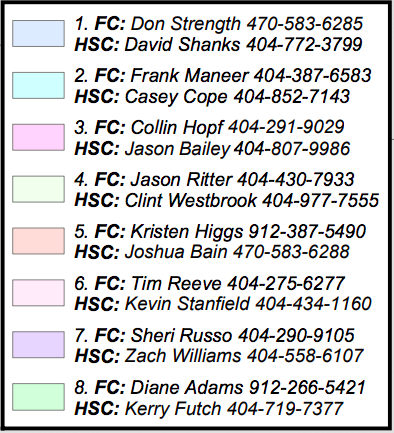 1. FC: Don Strength 470-583-6285
HSC: David Shanks 404-772-3799
2. FC: Frank Maneer 404-387-6583
HSC: Casey Cope 404-852-7143
3. FC: Collin Hopf 404-291-9029
HSC: Jason Bailey 404-807-9986
4. FC: Jason Ritter 404-430-7933
HSC: Clint Westbrook 404-977-7555
5. FC: Kristen Higgs 912-387-5490
HSC: Joshua Bain 470-583-6288
6. FC: Tim Reeve 404-275-6277
HSC: Kevin Stanfield 404-434-1160
7. FC: Sheri Russo 404-290-9105
HSC: Zach Williams 404-558-6107
8. FC: Diane Adams 912-266-5421
HSC: Kerry Futch 404-719-7377